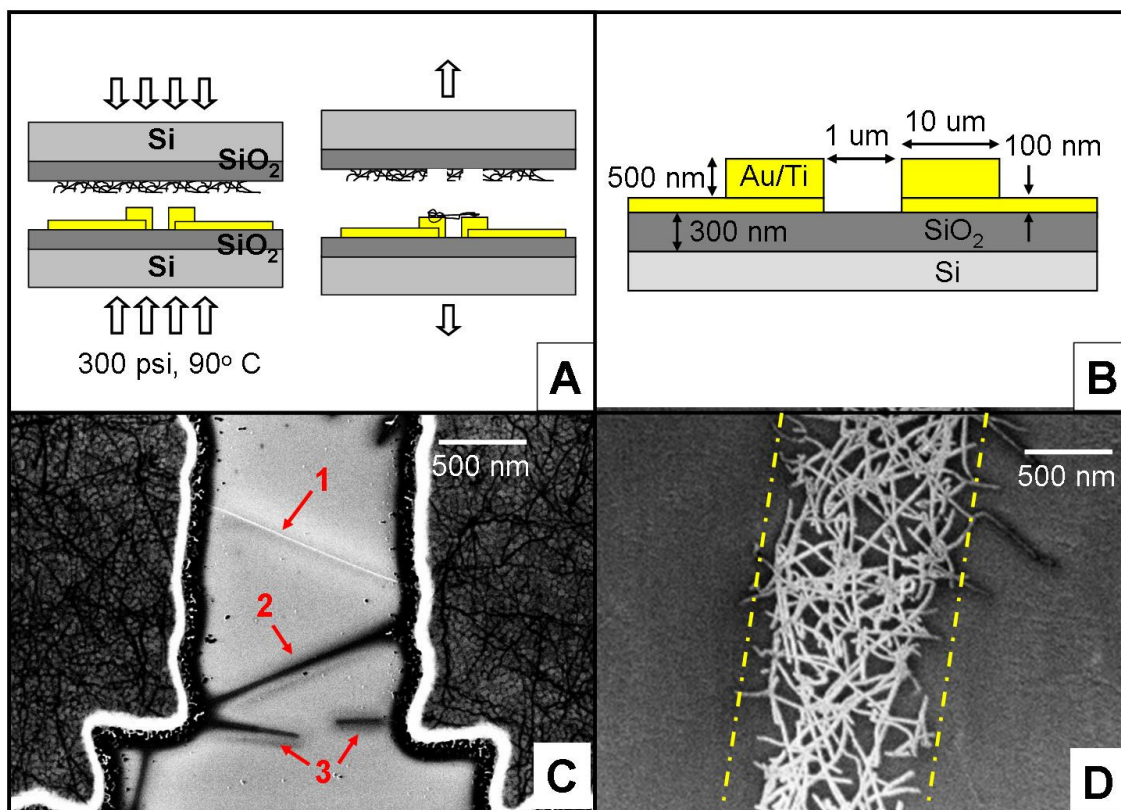 Si
SiO2
SiO2
Si
300 psi, 90o C
A
1 um
10 um
100 nm
500 nm
Au/Ti
300 nm
SiO2
Si
B
500 nm
1
2
3
C
500 nm
D